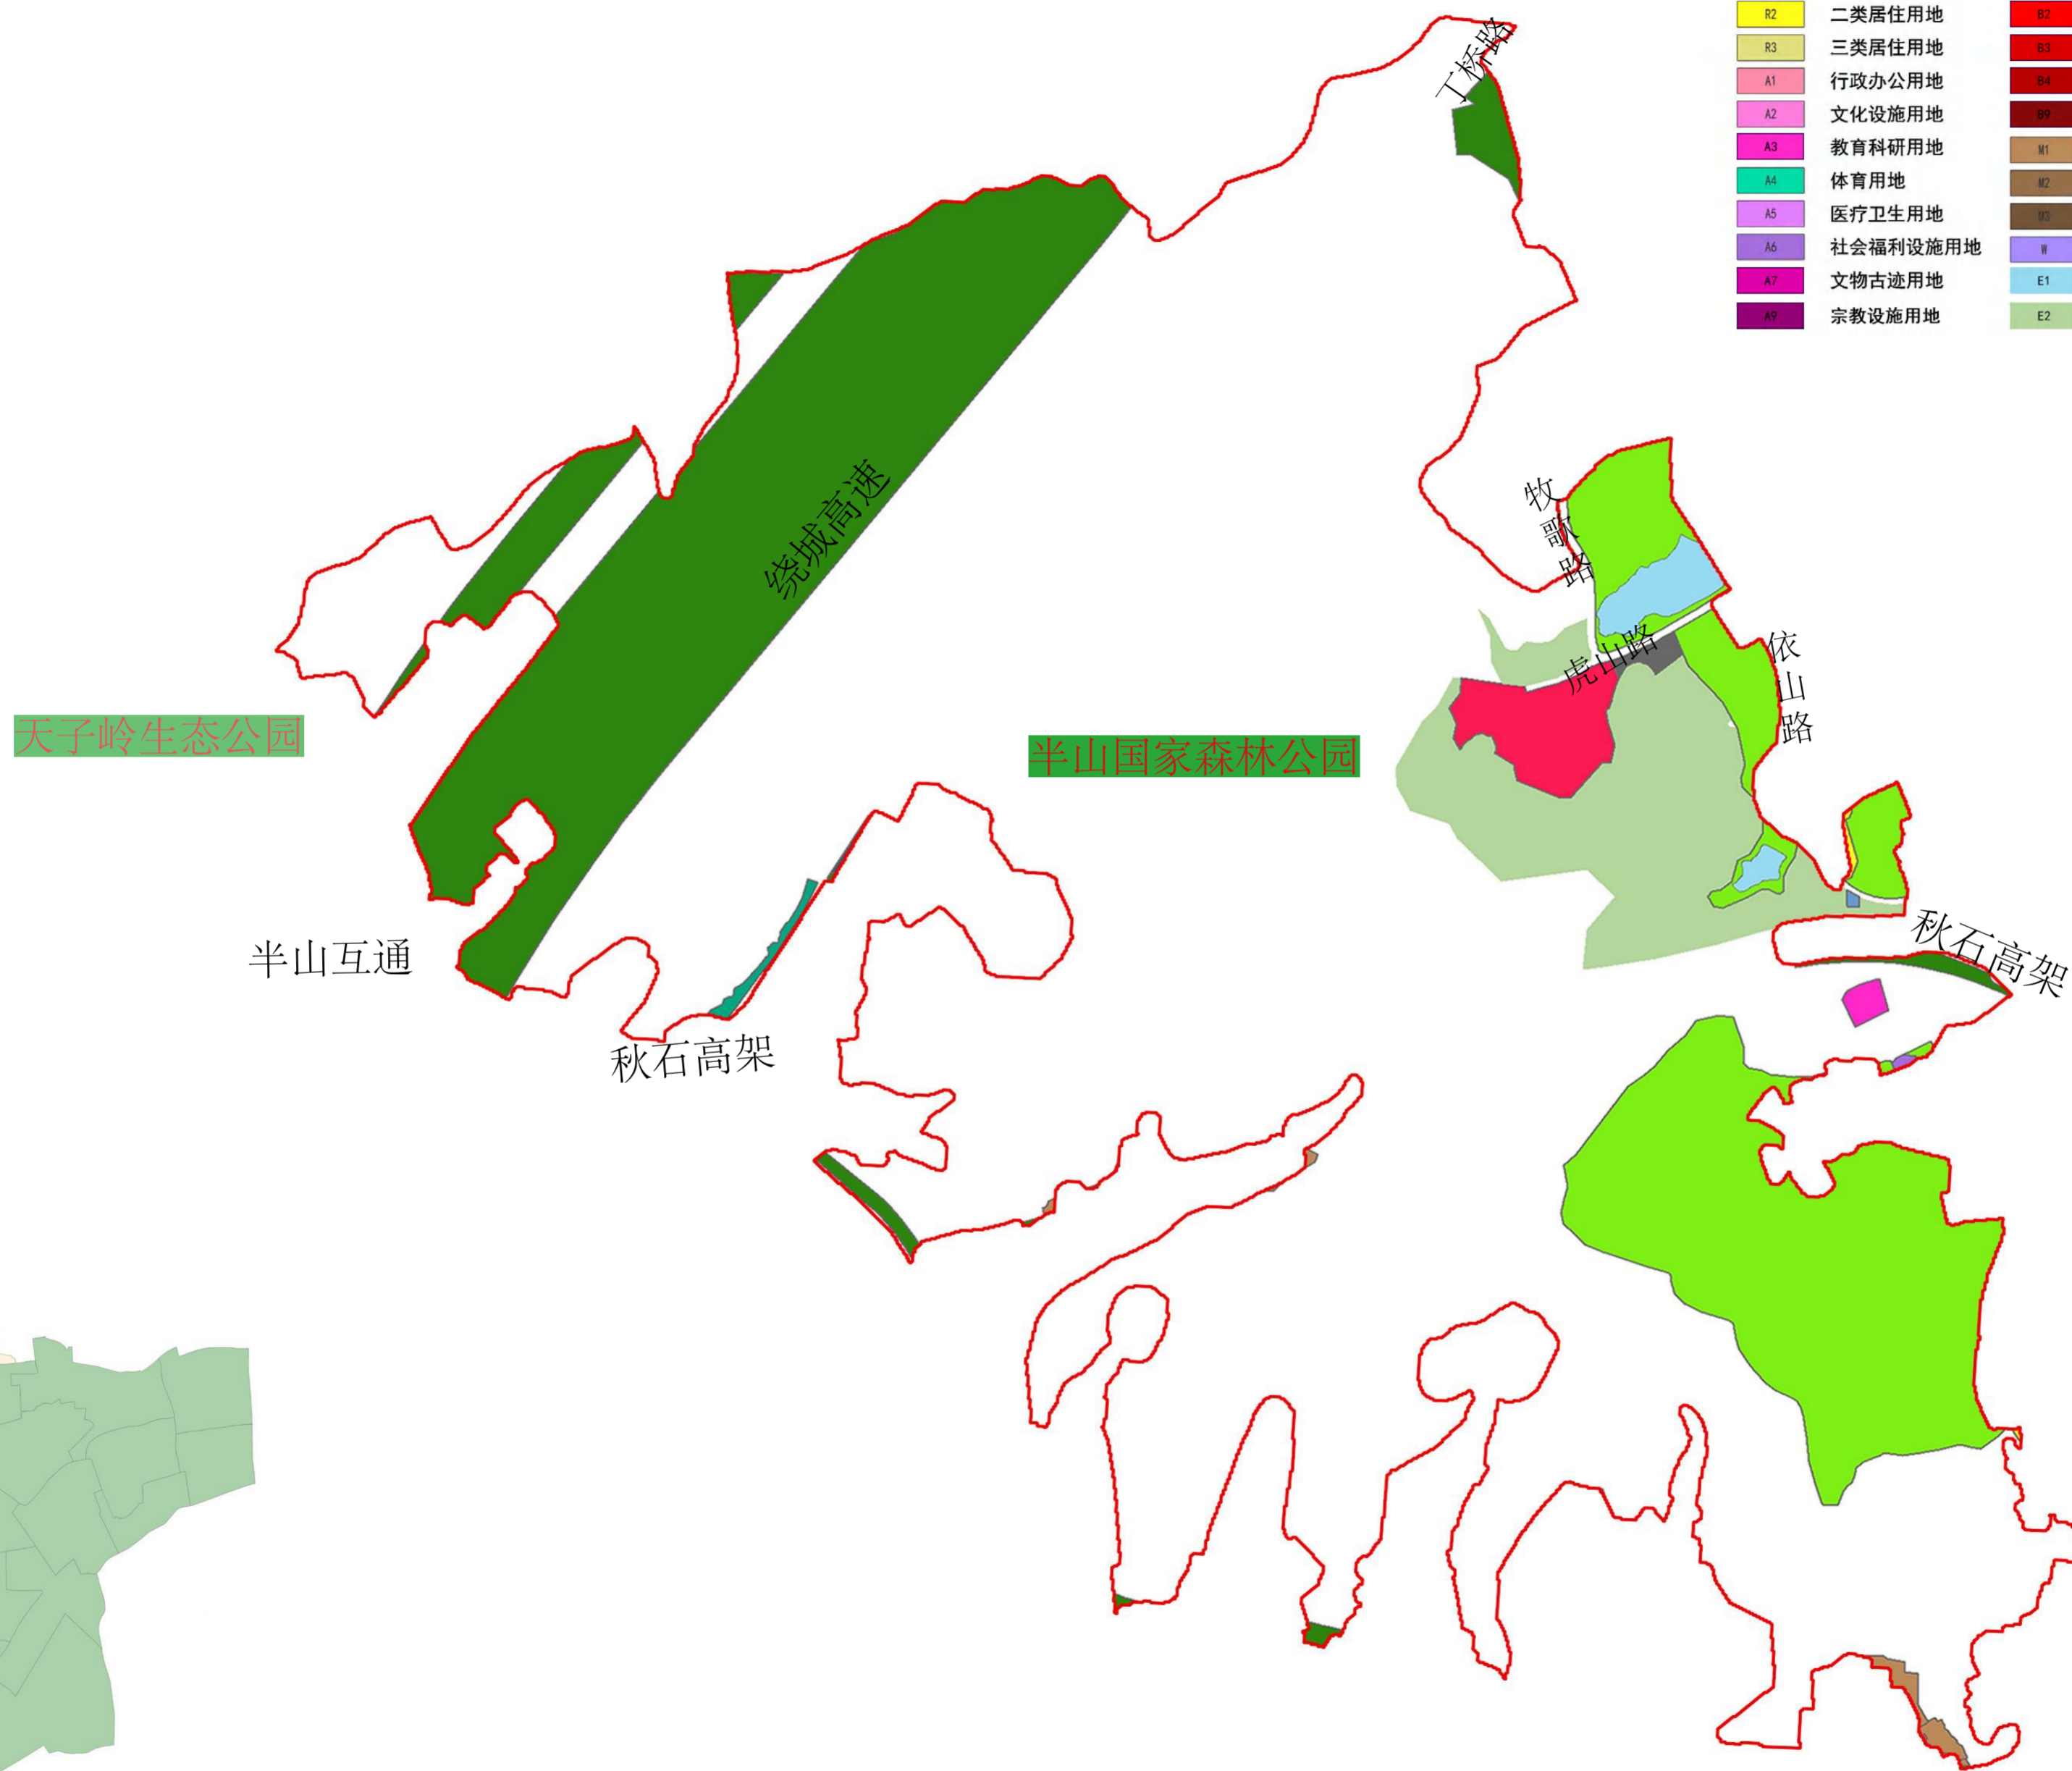 R2 二类居住用地 B2
R3 三类居住用地 B3
A1 行政办公用地 B4
A2 文化设施用地 B9
A3 教育科研用地 M1
A4 体育用地 M2
A5 医疗卫生用地 M3
A6 社会福利设施用地 W
A7 文物古迹用地 E1
A9 宗教设施用地 E2
丁桥路
绕城高速
牧歌路
虎山路
依山路
天子岭生态公园
半山国家森林公园
半山互通
秋石高架
秋石高架